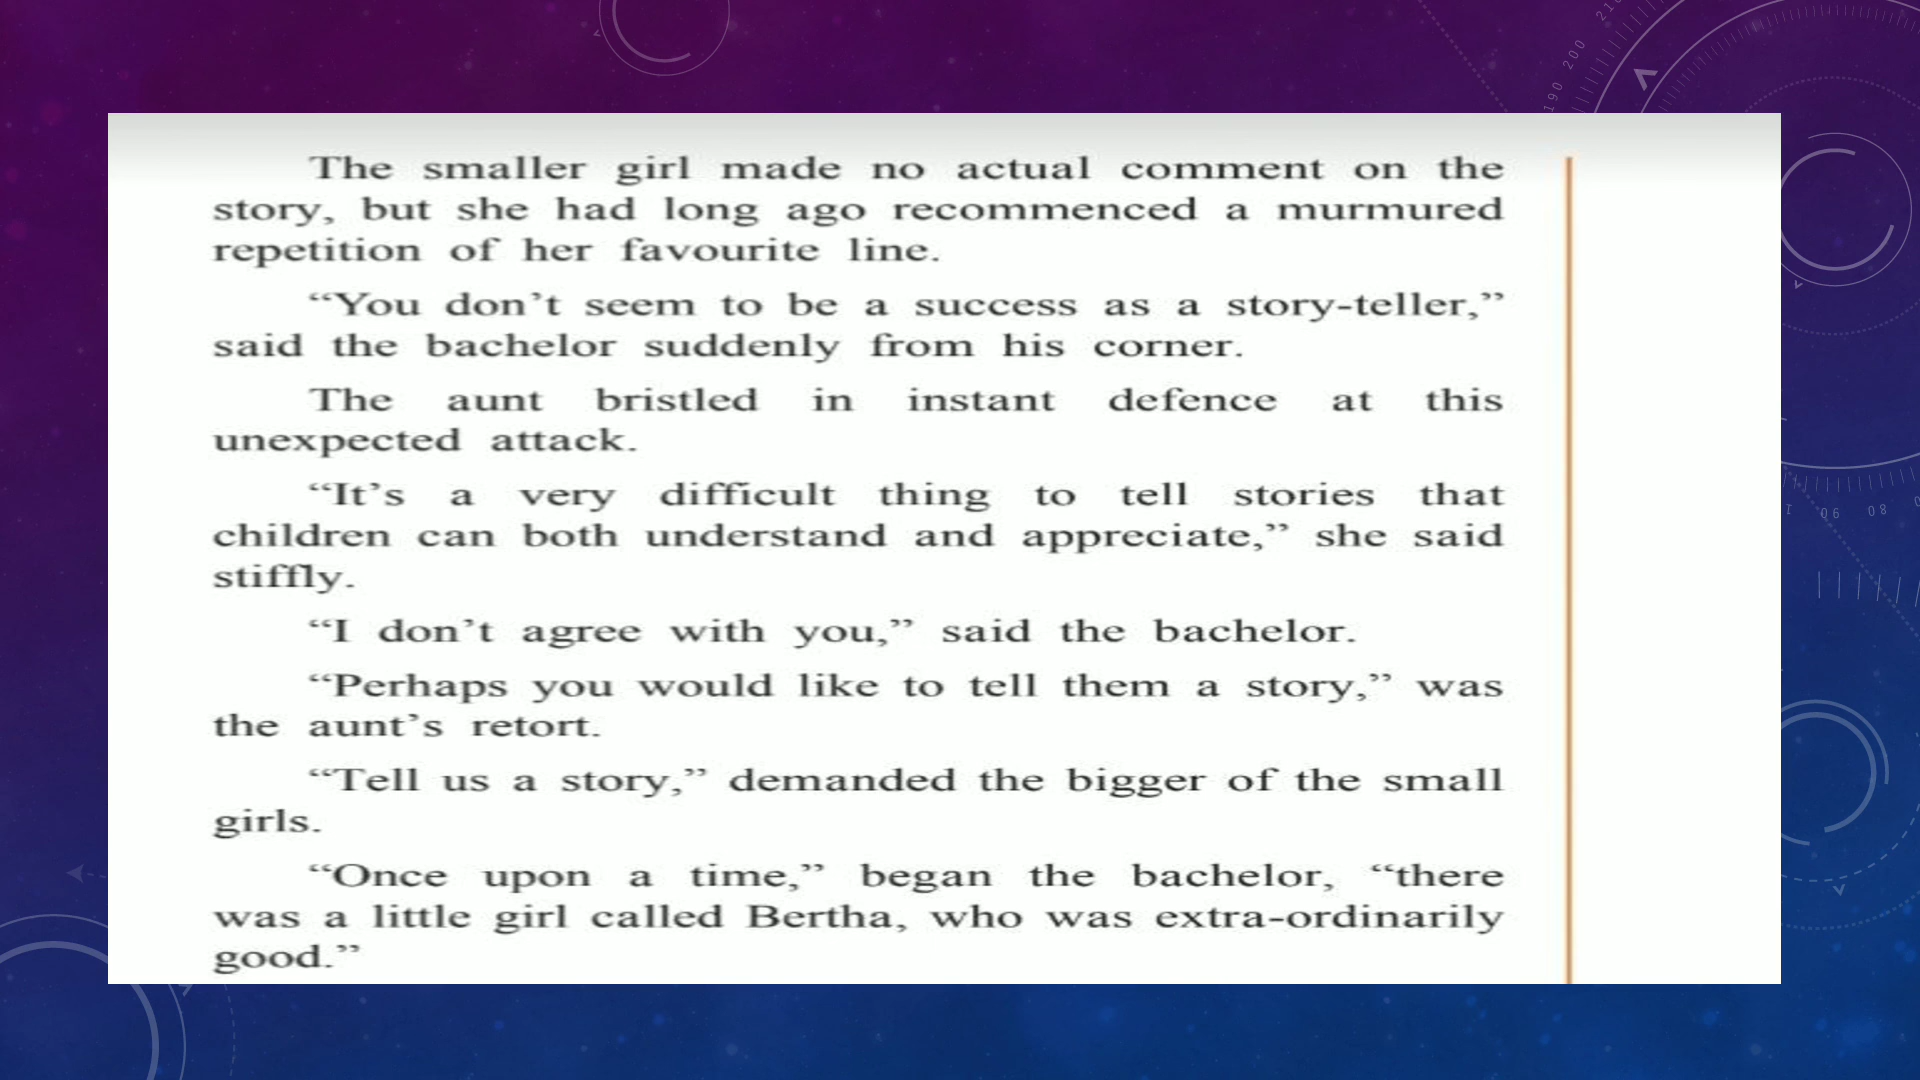 The smaller girl made no actual comment on the
story, but she had long ago recommenced a murmured
repetition of her favourite line.
“You don’t seem to be a success as a story-teller,”
said the bachelor suddenly from his corner.
The aunt bristled in instant defence at this
unexpected attack.
“It’s a very difficult thing to tell stories that
children can both understand and appreciate,” she said
stiffly.
“I don’t agree with you,” said the bachelor.
“Perhaps you would like to tell them a story,” was
the aunt’s retort.
“Tell us a story,” demanded the bigger of the small
girls.
“Once upon a time,” began the bachelor, “there
was a little girl called Bertha, who was extra-ordinarily
good.”
210
200
190
90
80